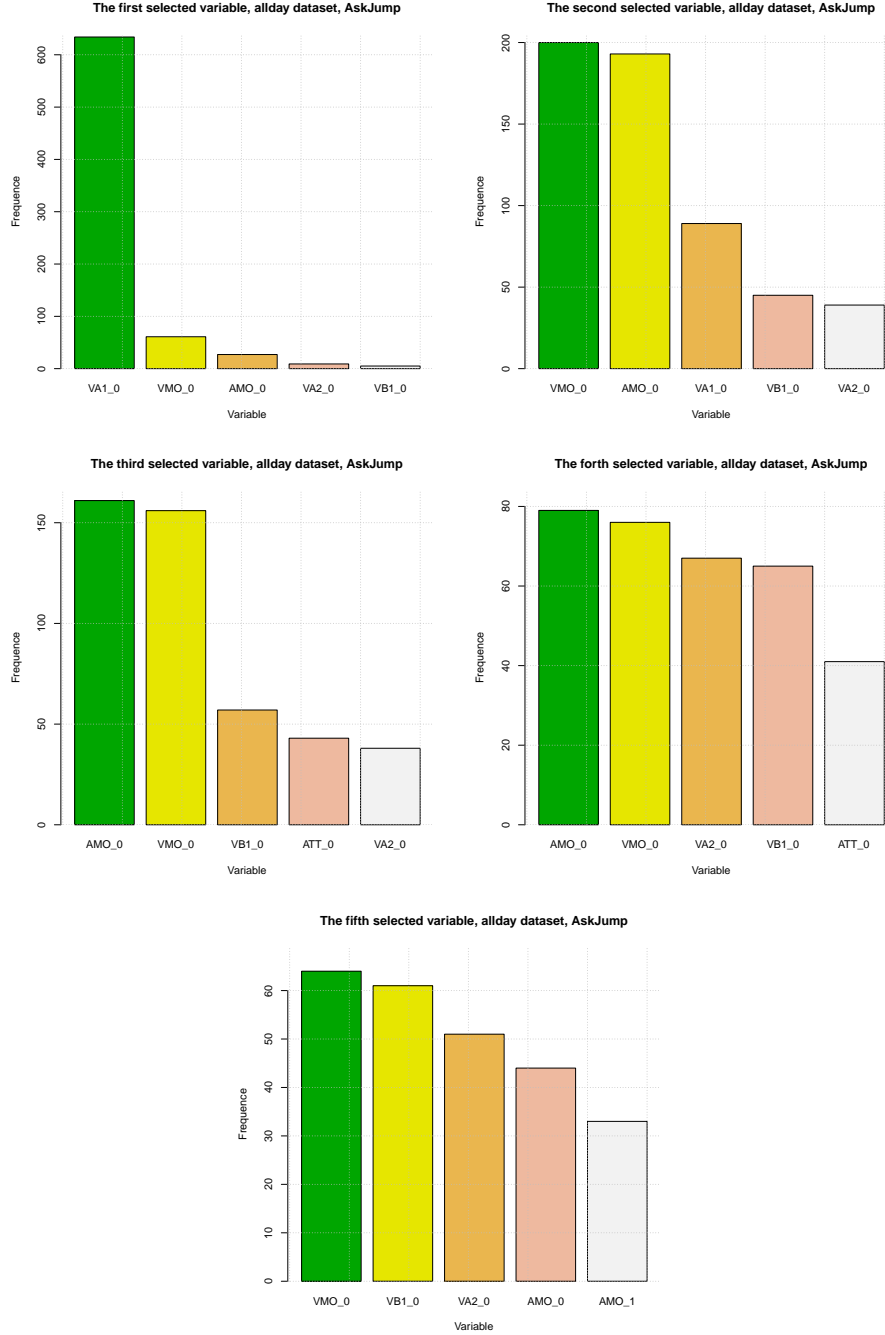 The first selected variable, allday dataset, AskJump
Frequence
600
500
400
300
200
100
0
VA1_0 VMO_0 AMO_0 VA2_0 VB1_0
Variable
The second selected variable, allday dataset, AskJump
Frequence
200
150
100
50
0
VMO_0 AMO_0 VA1_0 VB1_0 VA2_0
Variable
The third selected variable, allday dataset, AskJump
Frequence
150
100
50
0
AMO_0 VMO_0 VB1_0 ATT_0 VA2_0
Variable
The forth selected variable, allday dataset, AskJump
Frequence
80
60
40
20
0
AMO_0 VMO_0 VA2_0 VB1_0 ATT_0
Variable
The fifth selected variable, allday dataset, AskJump
Frequence
60
50
40
30
20
10
0
VMO_0 VB1_0 VA2_0 AMO_0 AMO_1
Variable